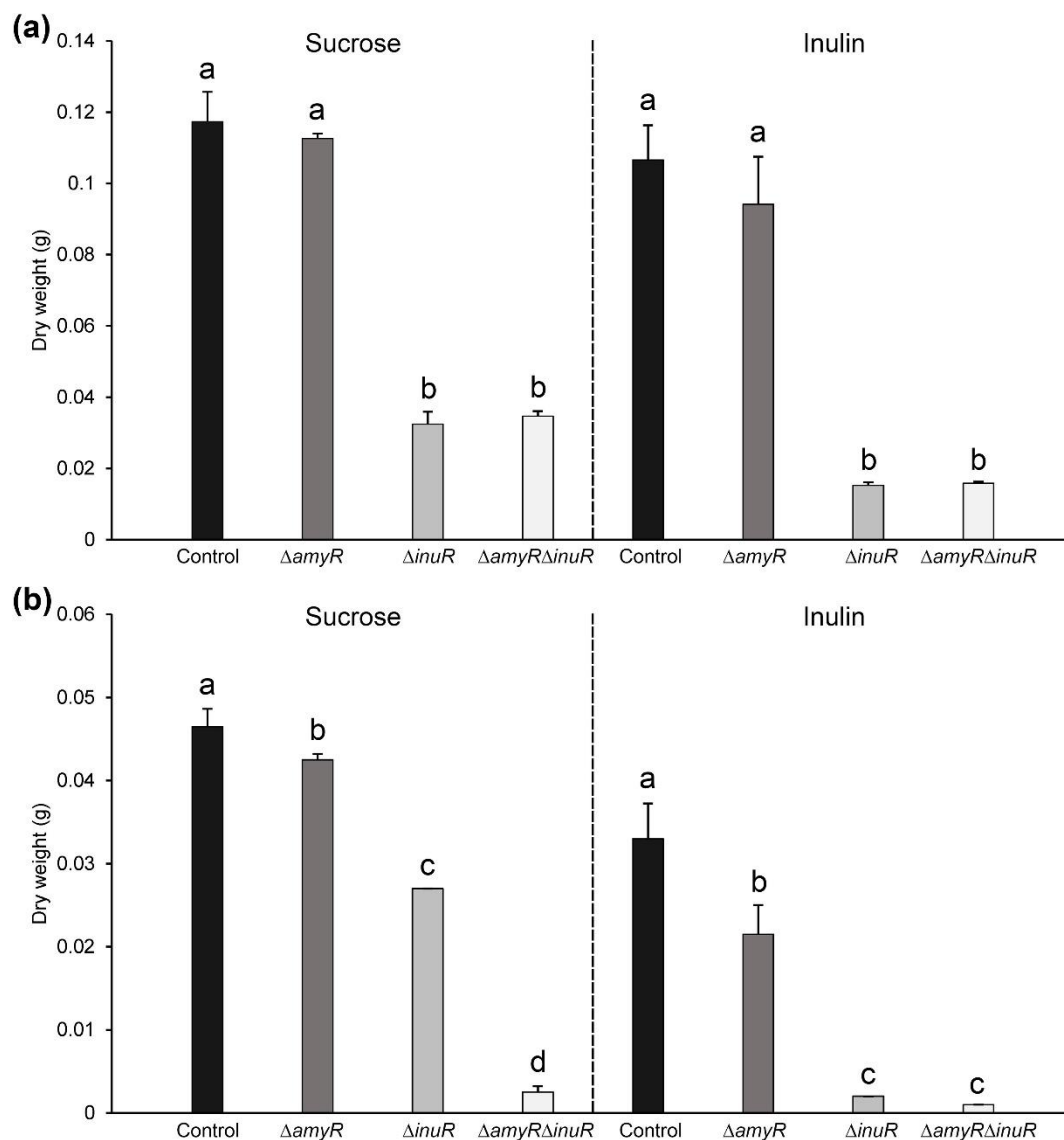 (a)
Sucrose Inulin
0.14
0.12
0.1
0.08
0.06
0.04
0.02
0
Dry weight (g)
a a b b a a b b
Control ΔamyR ΔinuR ΔamyRΔinuR Control ΔamyR ΔinuR ΔamyRΔinuR
(b)
Sucrose Inulin
0.06
0.05
0.04
0.03
0.02
0.01
0
Dry weight (g)
a b c d a b c c
Control ΔamyR ΔinuR ΔamyRΔinuR Control ΔamyR ΔinuR ΔamyRΔinuR